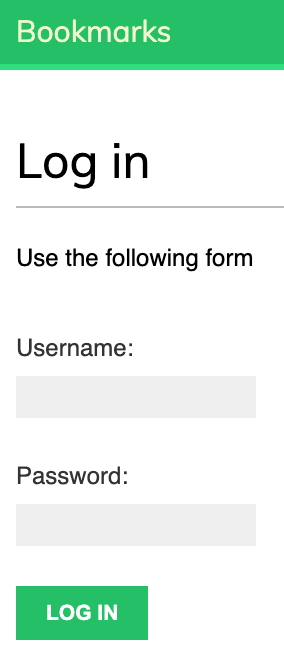 Bookmarks
Log in
Use the following form
Username:
Password:
LOG IN